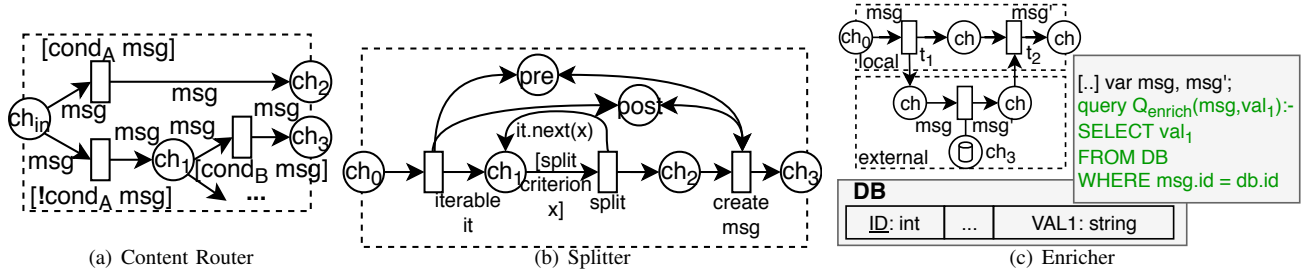 [cond_A msg]
msg
msg
ch_2
ch_in
msg
msg
msg
ch_3
msg
ch_1
[cond_B msg]
[!cond_A msg]
...
(a) Content Router
pre
post
it.next(x)
ch_0
ch_1
[split
criterion
x]
ch_2
ch_3
iterable
it
split
create
msg
(b) Splitter
msg
msg'
ch_0
ch
ch
local
t_1
t_2
ch
ch
msg
msg'
external
ch_3
[..] var msg, msg';
query Q_enrich(msg,val_1):-
SELECT val_1
FROM DB
WHERE msg.id = db.id
DB
ID: int
...
VAL1: string
(c) Enricher